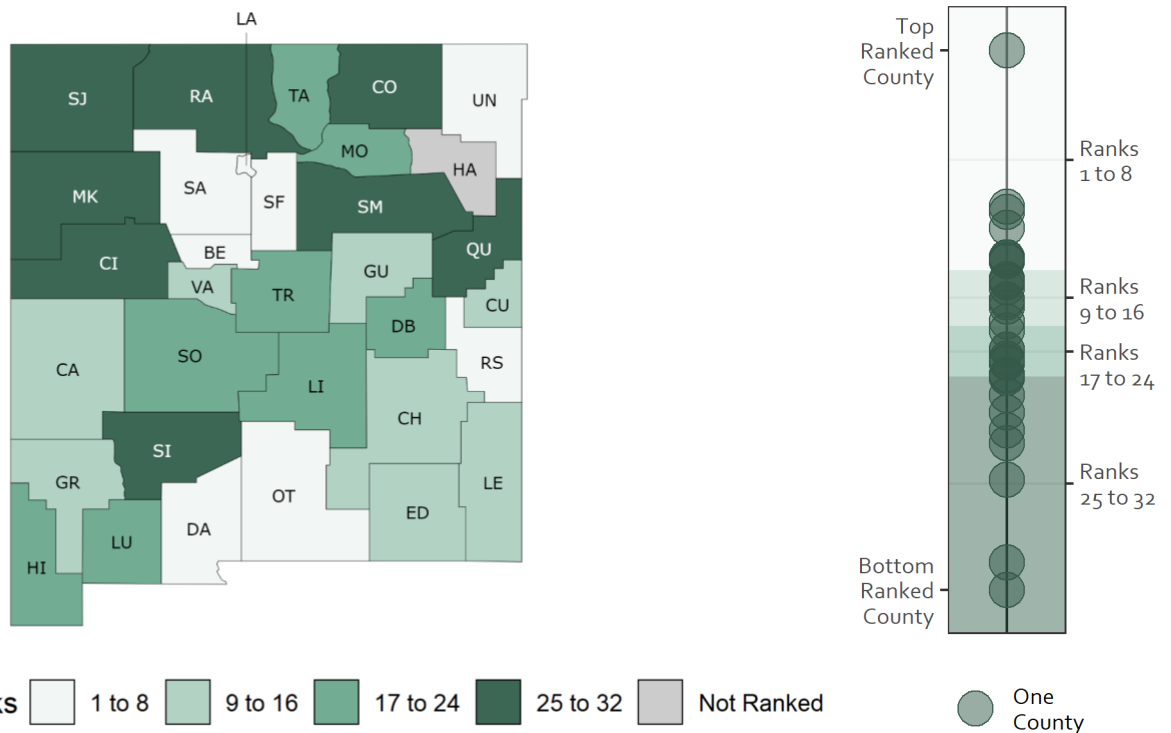 LA
SJ
RA
TA
CO
UN
MO
HA
MK
SA
SF
SM
CI
BE
QU
VA
TR
GU
CU
DB
CA
SO
LI
RS
CH
SI
GR
OT
LE
DA
ED
LU
HI
1 to 8
9 to 16
17 to 24
25 to 32
Not Ranked
Top
Ranked
County
Ranks
1 to 8
Ranks
9 to 16
Ranks
17 to 24
Ranks
25 to 32
Bottom
Ranked
County
One
County